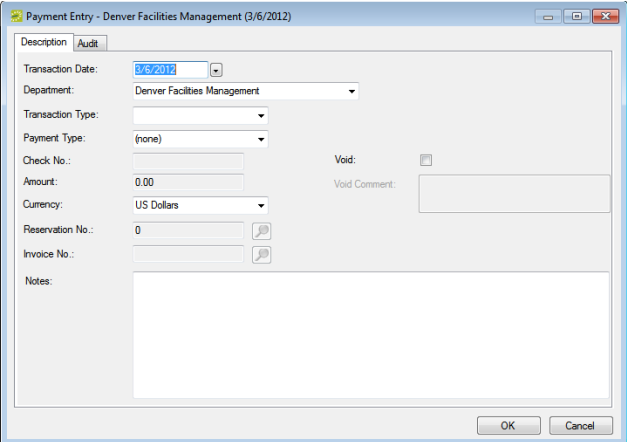 Payment Entry - Denver Facilities Management (3/6/2012)
Description Audit
Transaction Date: 3/6/2012
Department: Denver Facilities Management
Transaction Type:
Payment Type: (none)
Check No.: Void:
Amount: 0.00 Void Comment:
Currency: US Dollars
Reservation No.: 0
Invoice No.:
Notes:
OK Cancel